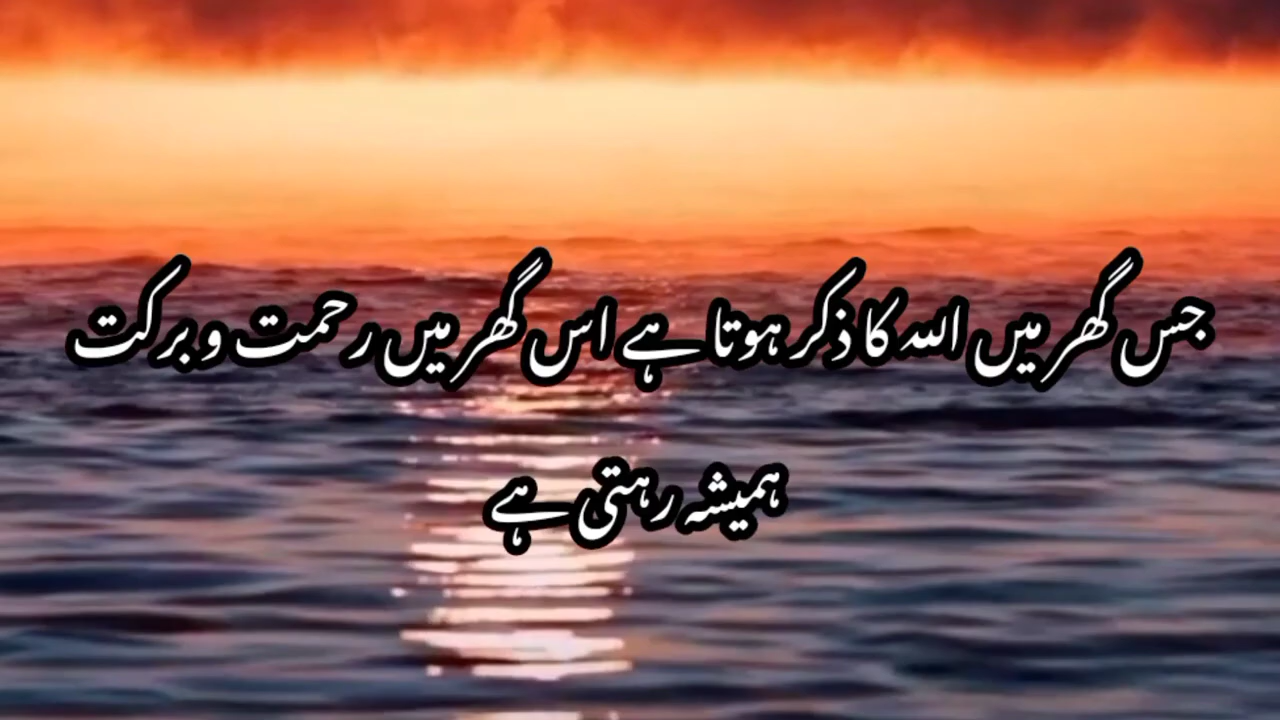 جس گھر میں اللہ کا ذکر ہوتا ہے اس گھر میں رحمت و برکت
ہمیشہ رہتی ہے